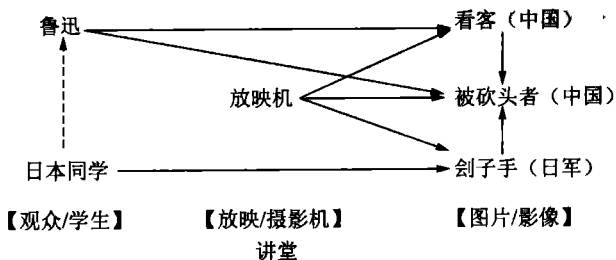 鲁迅 看客（中国）
放映机 被砍头者（中国）
日本同学 刽子手（日军）
【观众/学生】 【放映/摄影机】 【图片/影像】
讲堂